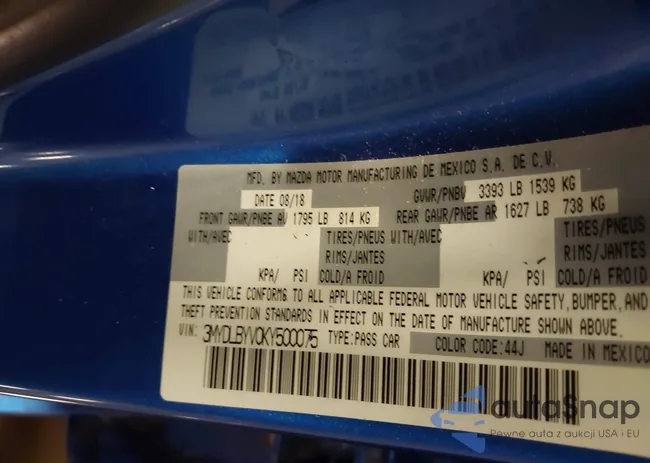 MFD. BY MAZDA MOTOR MANUFACTURING DE MEXICO S.A. DE C.V.
DATE 08/18 GVWR/PNBV 3393 LB 1539 KG
FRONT GAWR/PNBE AV 1795 LB 814 KG REAR GAWR/PNBE AR 1627 LB 738 KG
WITH/AVEC TIRES/PNEUS WITH/AVEC TIRES/PNEUS
RIMS/JANTES RIMS/JANTES
KPA/ PSI COLD/A FROID KPA/ PSI COLD/A FROID
THIS VEHICLE CONFORMS TO ALL APPLICABLE FEDERAL MOTOR VEHICLE SAFETY, BUMPER, AND
THEFT PREVENTION STANDARDS IN EFFECT ON THE DATE OF MANUFACTURE SHOWN ABOVE.
VIN: 3MYDLBYV0KY500075 TYPE:PASS CAR COLOR CODE:44J MADE IN MEXICO
autoSnap
Pewne auta z aukcji USA i EU